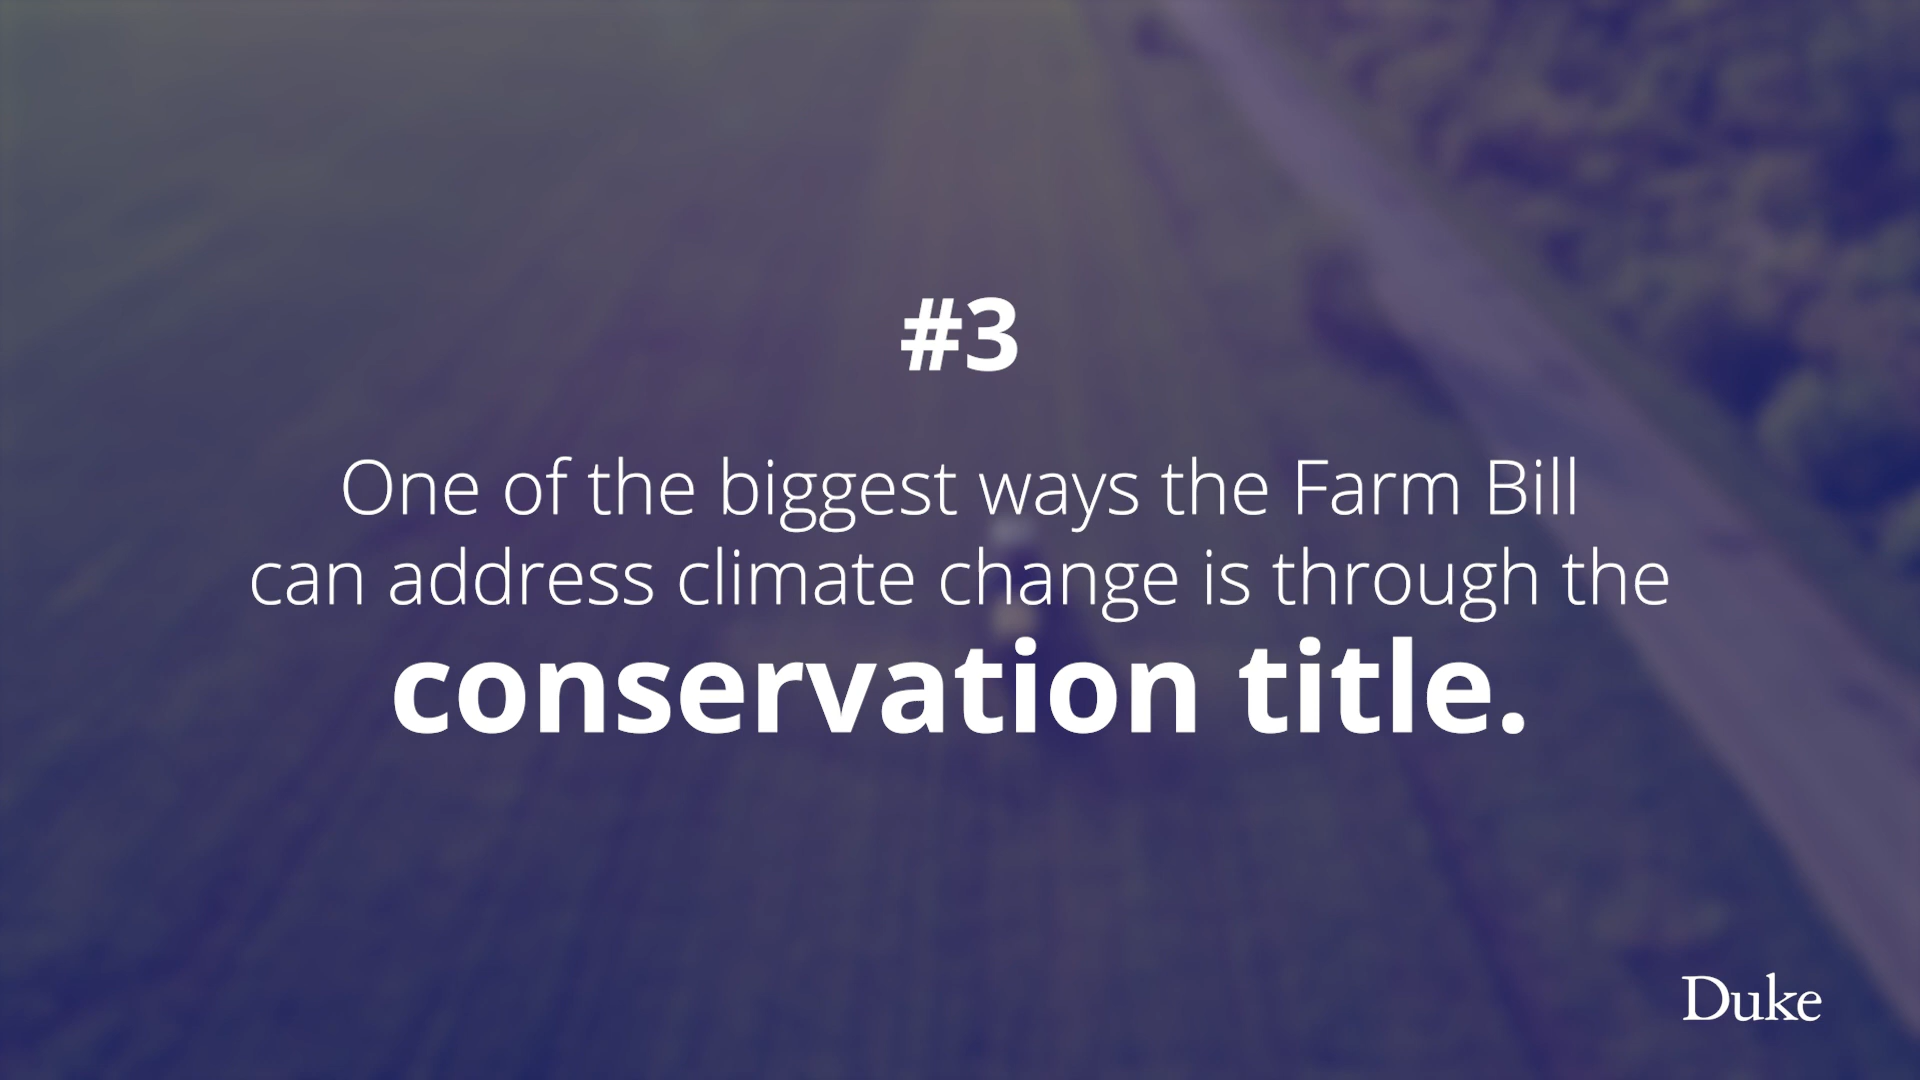 #3
One of the biggest ways the Farm Bill
can address climate change is through the
conservation title.
Duke